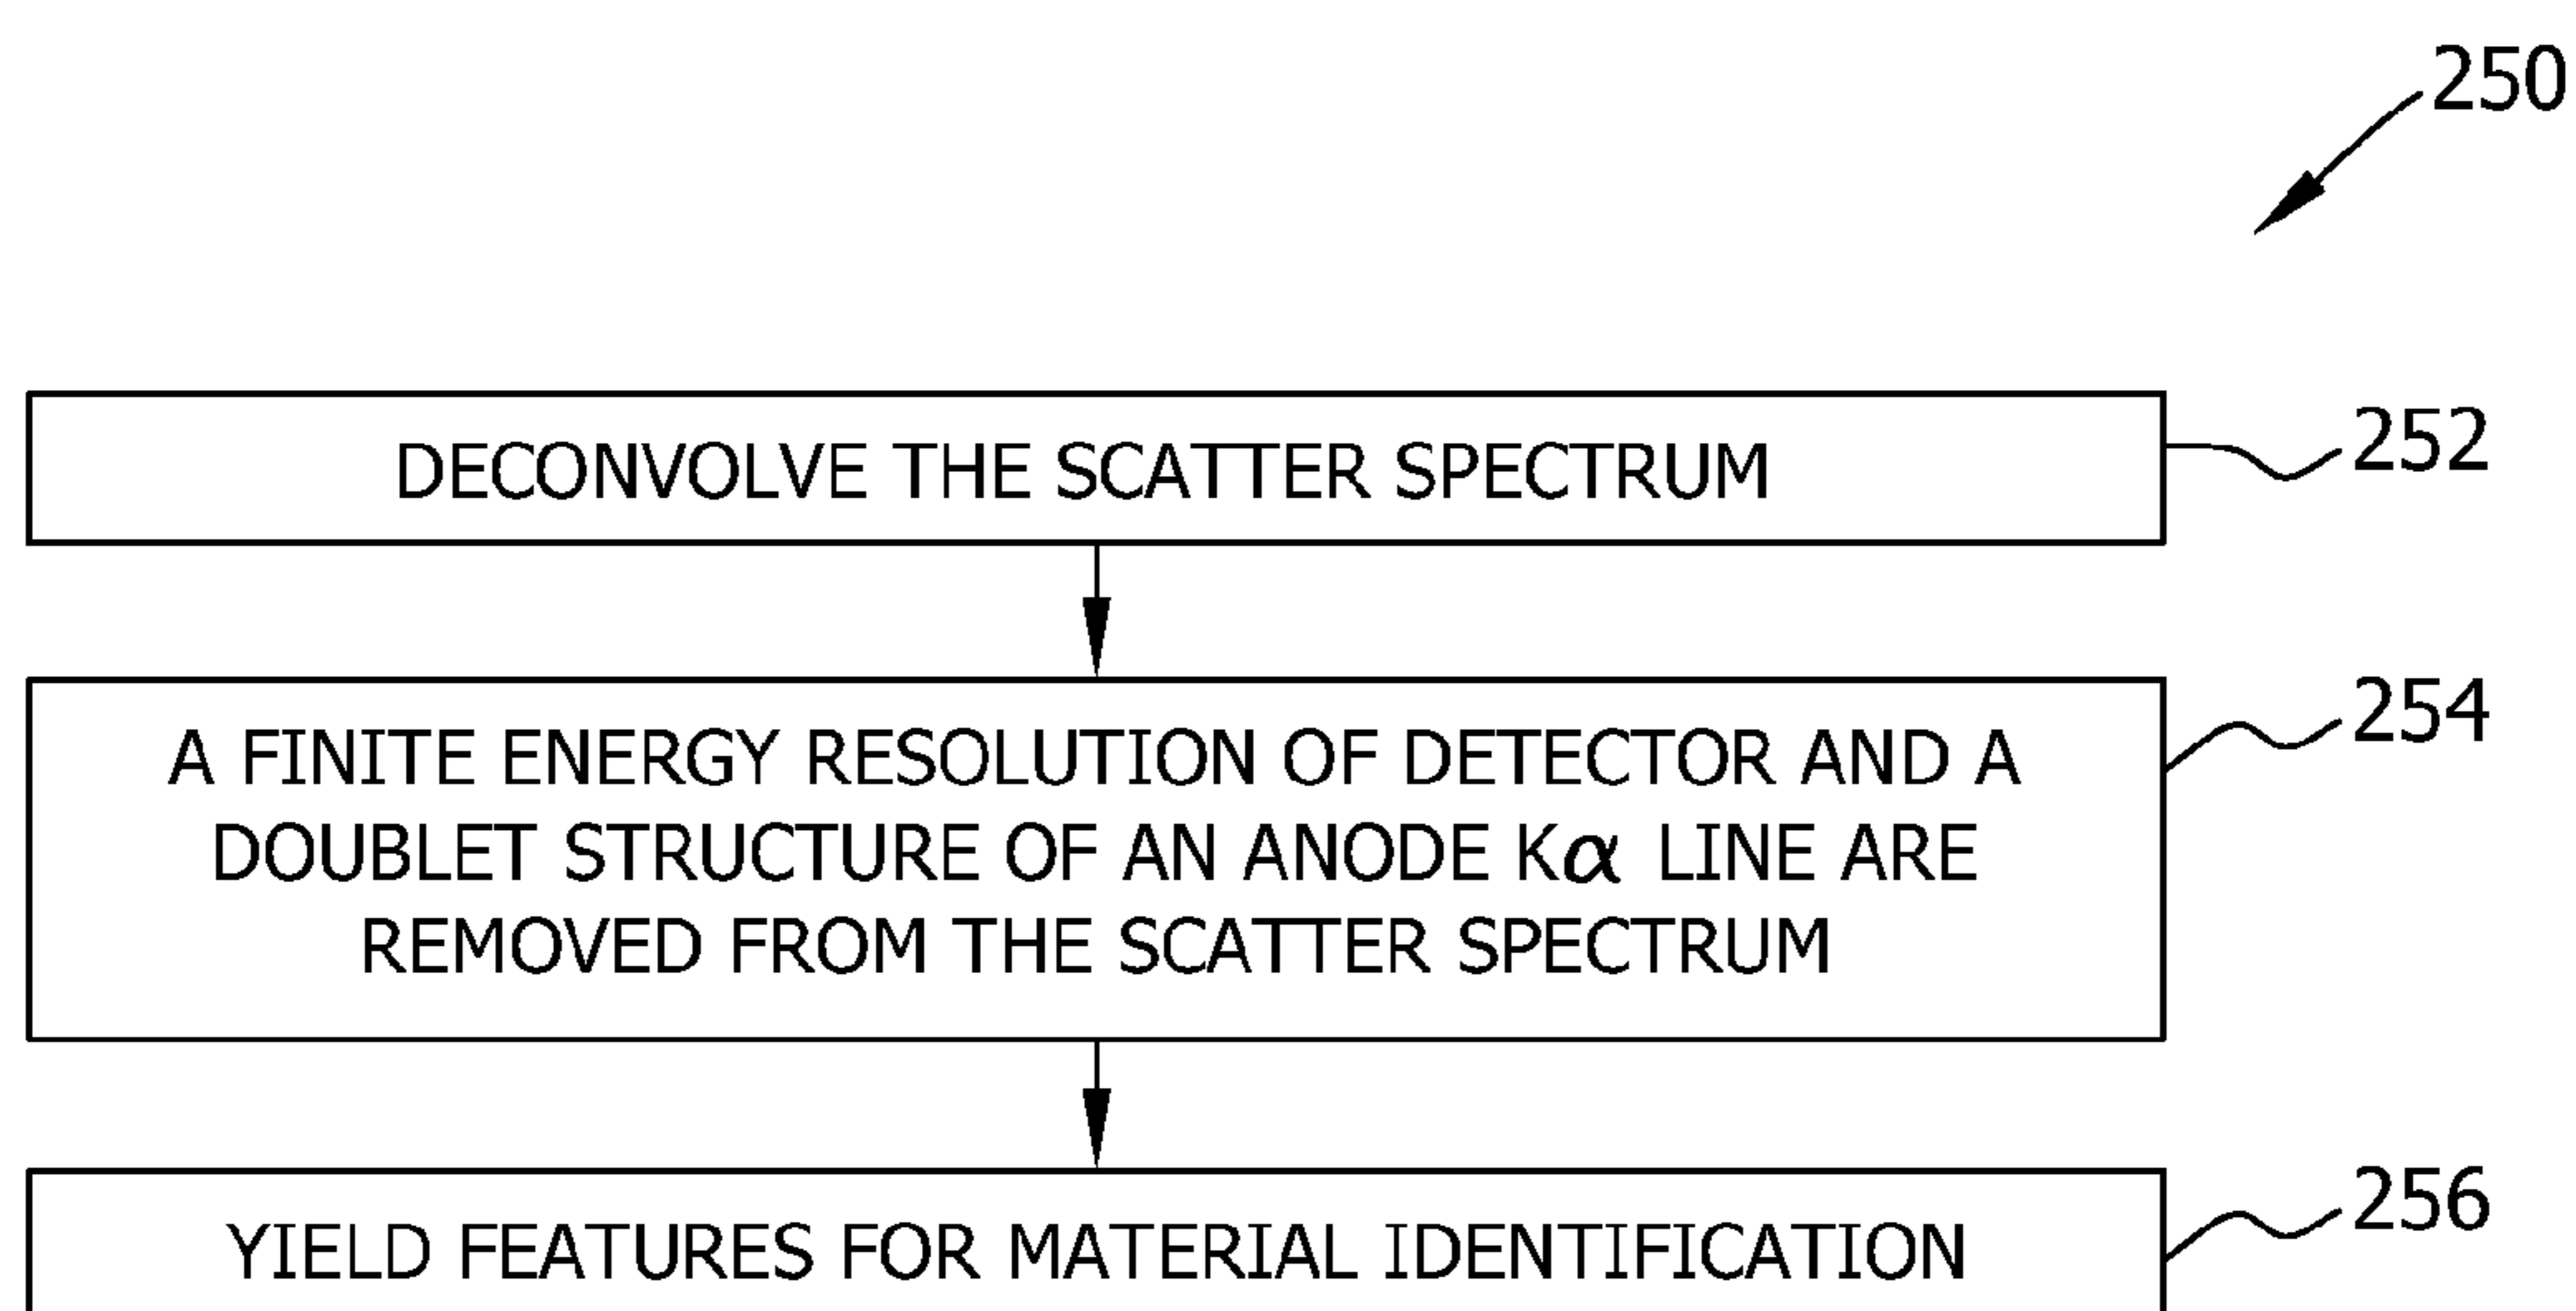 250
DECONVOLVE THE SCATTER SPECTRUM
252
A FINITE ENERGY RESOLUTION OF DETECTOR AND A
DOUBLET STRUCTURE OF AN ANODE Kα LINE ARE
REMOVED FROM THE SCATTER SPECTRUM
254
YIELD FEATURES FOR MATERIAL IDENTIFICATION
256